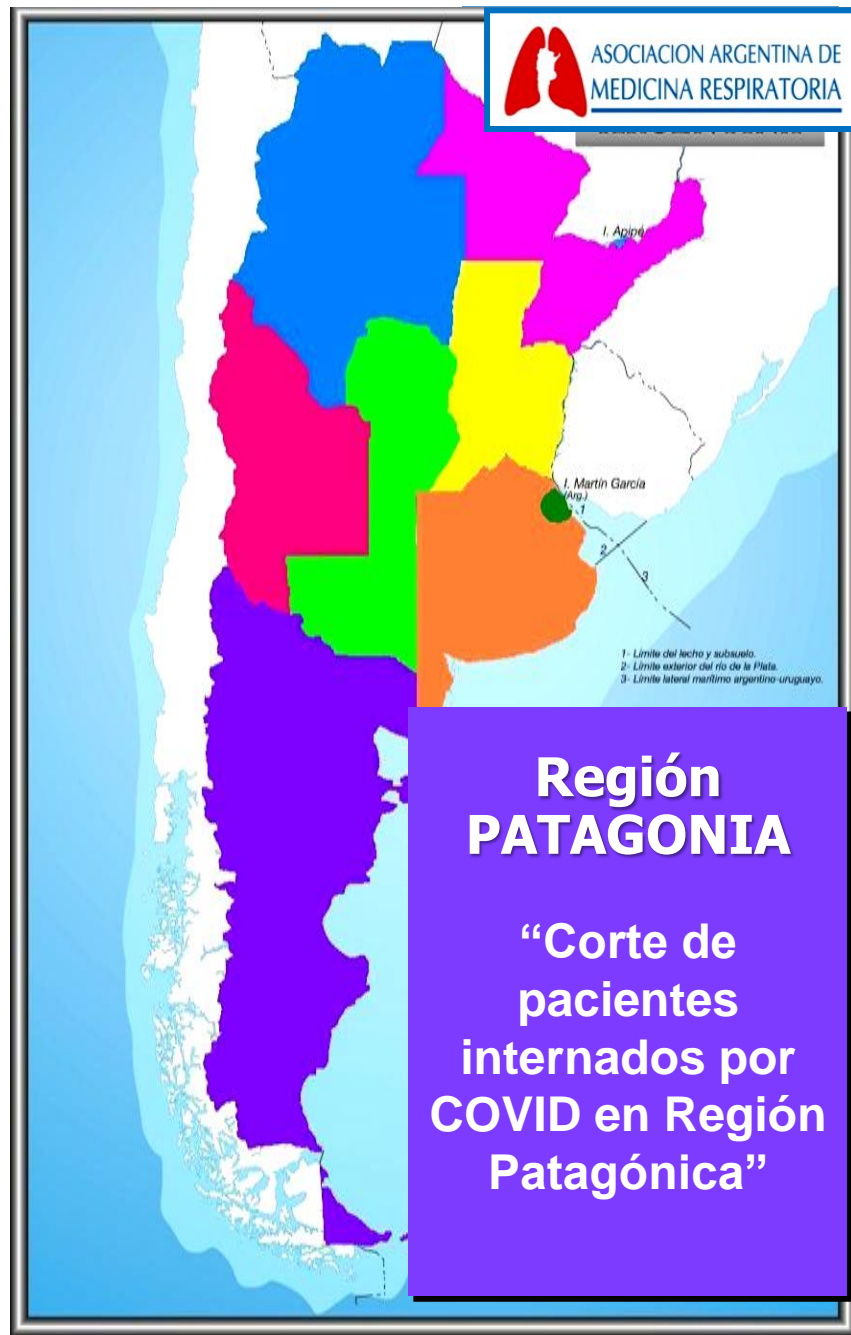 ASOCIACION ARGENTINA DE
MEDICINA RESPIRATORIA
I. Apipé
I. Martín García
(Arg.)
1
2
3
1- Límite del lecho y subsuelo.
2- Límite exterior del río de la Plata.
3- Límite lateral marítimo argentino-uruguayo.
Región
PATAGONIA
“Corte de
pacientes
internados por
COVID en Región
Patagónica”